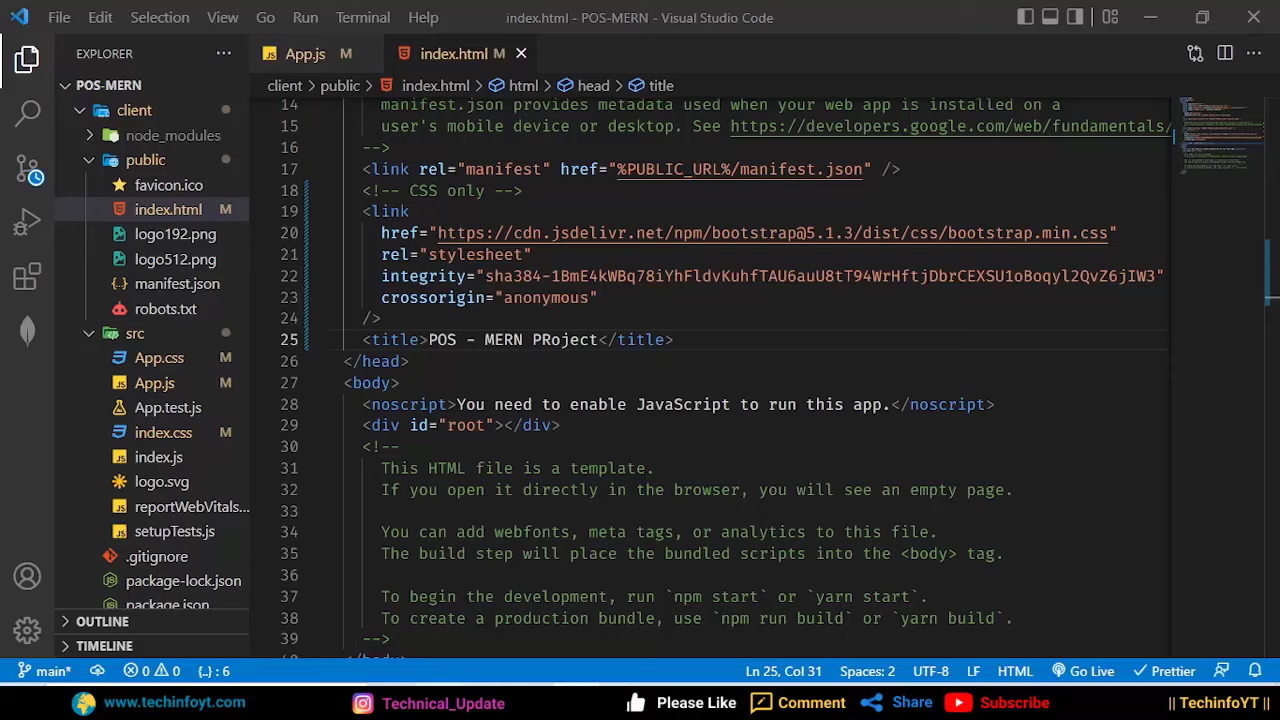 File Edit Selection View Go Run Terminal Help index.html - POS-MERN - Visual Studio Code
EXPLORER
App.js M
index.html M
client > public > index.html > html > head > title
POS-MERN
client
node_modules
public
favicon.ico
index.html M
logo192.png
logo512.png
manifest.json
robots.txt
src
App.css M
App.js M
App.test.js
index.css M
index.js
logo.svg
reportWebVitals...
setupTests.js
.gitignore
package-lock.json
package.json
OUTLINE
TIMELINE
14 manifest.json provides metadata used when your web app is installed on a
15 user's mobile device or desktop. See https://developers.google.com/web/fundamentals/
16 -->
17 <link rel="manifest" href="%PUBLIC_URL%/manifest.json" />
18 <!-- CSS only -->
19 <link
20 href="https://cdn.jsdelivr.net/npm/bootstrap@5.1.3/dist/css/bootstrap.min.css"
21 rel="stylesheet"
22 integrity="sha384-1BmE4kWBq78iYhFldvKuhfTAU6auU8tT94WrHftjDbrCEXSU1oBoqyl2QvZ6jIW3"
23 crossorigin="anonymous"
24 />
25 <title>POS - MERN PRoject</title>
26 </head>
27 <body>
28 <noscript>You need to enable JavaScript to run this app.</noscript>
29 <div id="root"></div>
30 <!--
31 This HTML file is a template.
32 If you open it directly in the browser, you will see an empty page.
33
34 You can add webfonts, meta tags, or analytics to this file.
35 The build step will place the bundled scripts into the <body> tag.
36
37 To begin the development, run `npm start` or `yarn start`.
38 To create a production bundle, use `npm run build` or `yarn build`.
39 -->
40 </body>
main* 0 0 {..} : 6 Ln 25, Col 31 Spaces: 2 UTF-8 LF HTML Go Live Prettier
www.techinfoyt.com Technical_Update Please Like Comment Share Subscribe || TechinfoYT ||